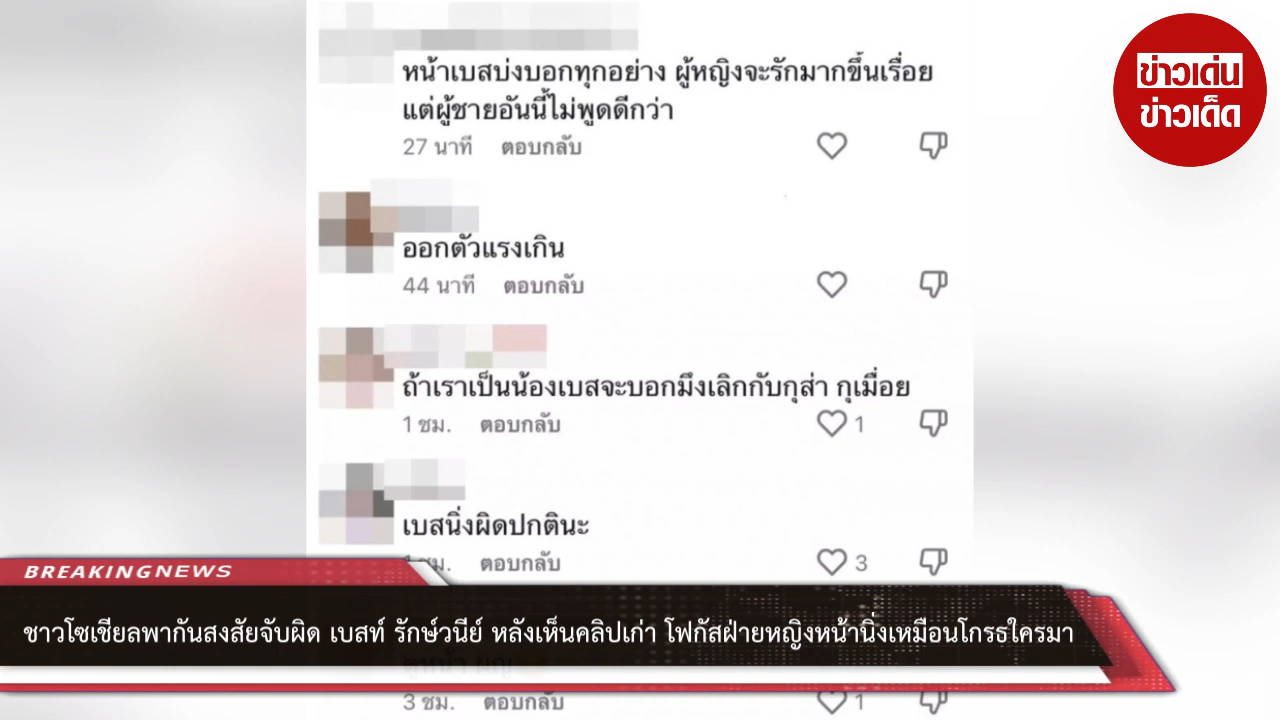 หน้าเบสบ่งบอกทุกอย่าง ผู้หญิงจะรักมากขึ้นเรื่อย
แต่ผู้ชายอันนี้ไม่พูดดีกว่า
27 นาที ตอบกลับ
ข่าวเด่น
ข่าวเด็ด
ออกตัวแรงเกิน
44 นาที ตอบกลับ
ถ้าเราเป็นน้องเบสจะบอกมึงเลิกกับกุส่า กุเมื่อย
1 ชม. ตอบกลับ 1
เบสนิ่งผิดปกตินะ
ชม. ตอบกลับ 3
BREAKINGNEWS
ชาวโซเชียลพากันสงสัยจับผิด เบสท์ รักษ์วนีย์ หลังเห็นคลิปเก่า โฟกัสฝ่ายหญิงหน้านิ่งเหมือนโกรธใครมา
3 ชม. ตอบกลับ 1